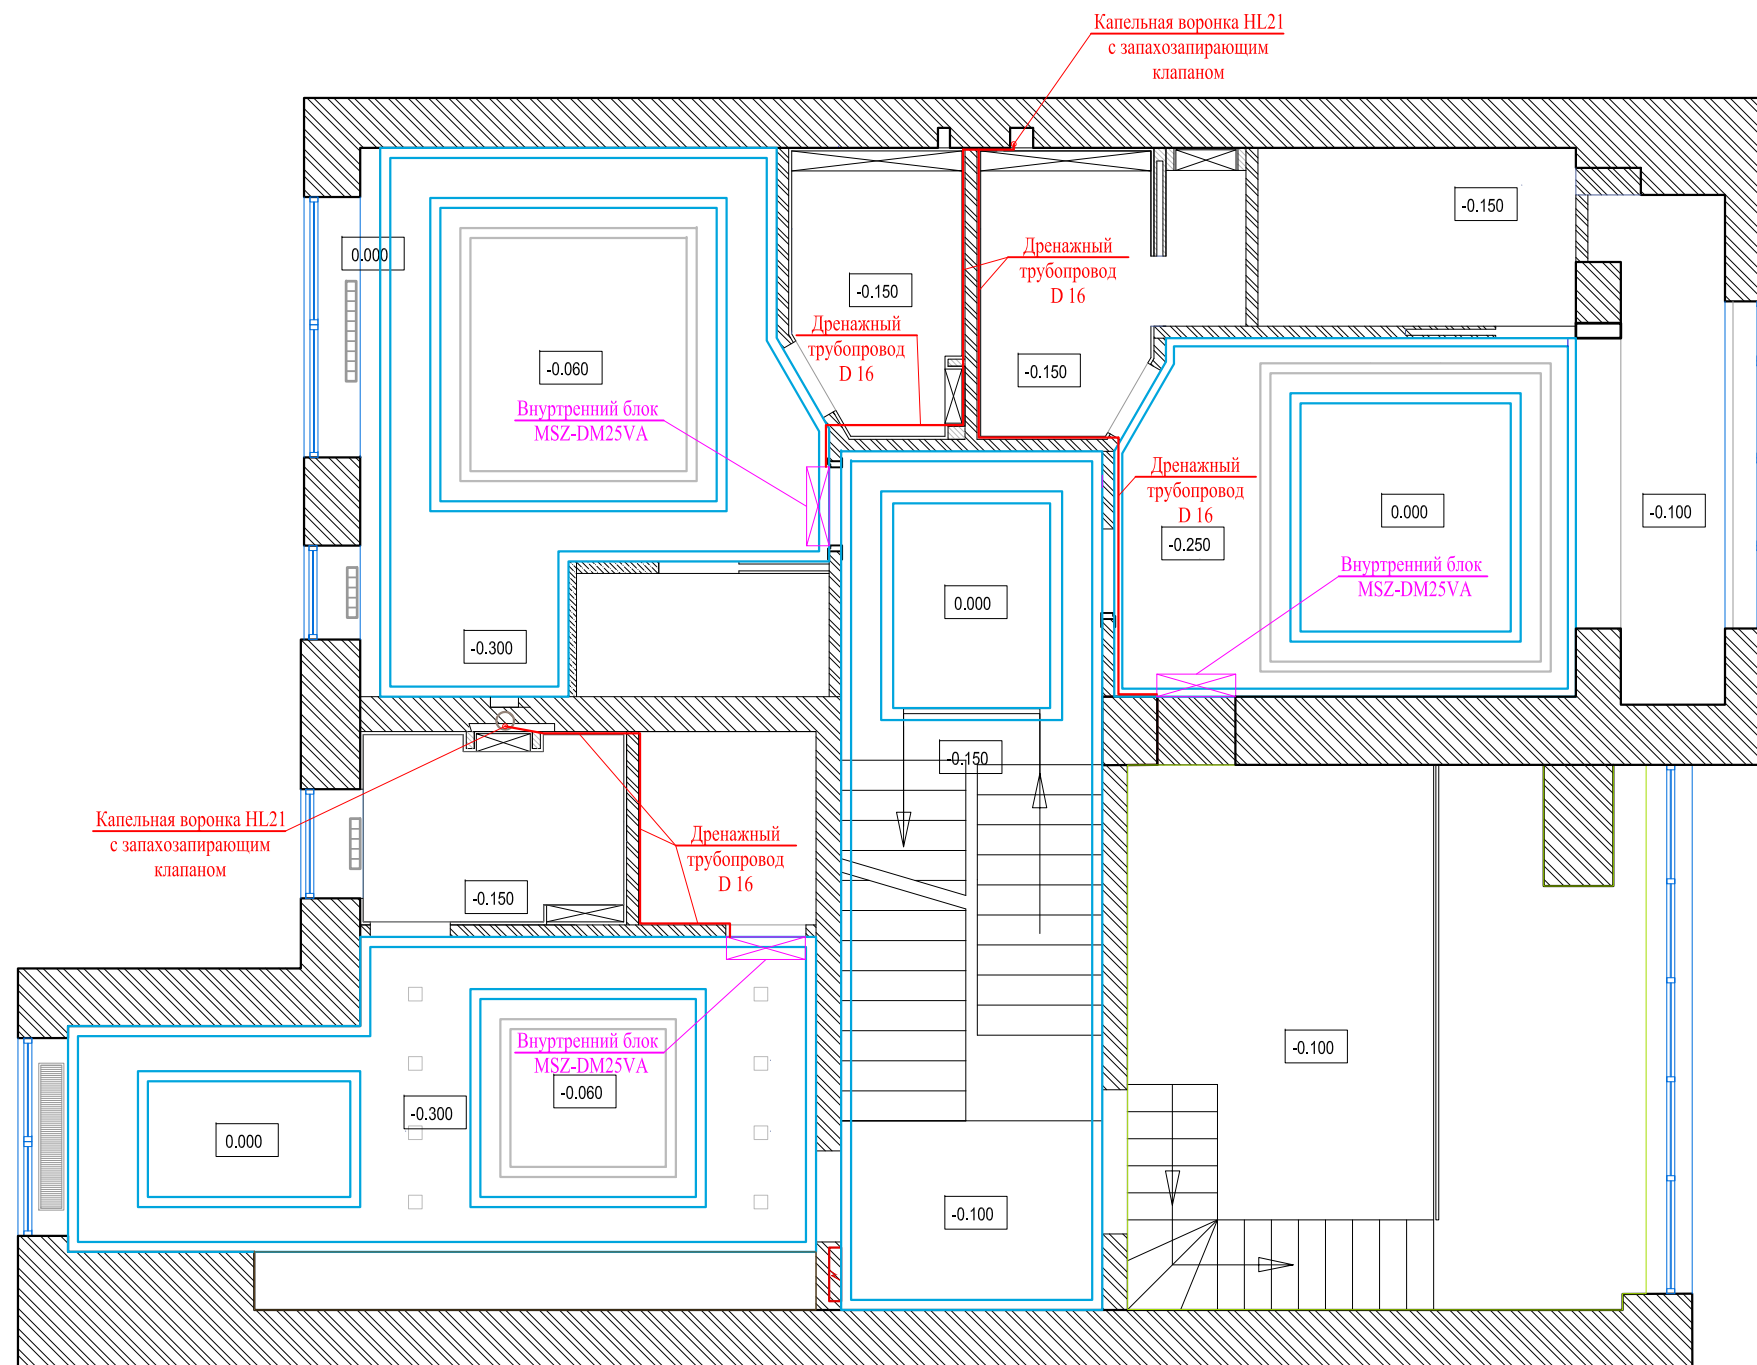 Капельная воронка HL21
с запахозапирающим
клапаном
-0.150
0.000
Дренажный
трубопровод
D 16
-0.150
Дренажный
трубопровод
D 16
-0.060
-0.150
Внуртренний блок
MSZ-DM25VA
Дренажный
трубопровод
D 16
0.000
-0.100
-0.250
Внуртренний блок
MSZ-DM25VA
0.000
-0.300
-0.150
Капельная воронка HL21
с запахозапирающим
клапаном
Дренажный
трубопровод
D 16
-0.150
Внуртренний блок
MSZ-DM25VA
-0.100
-0.060
-0.300
0.000
-0.100